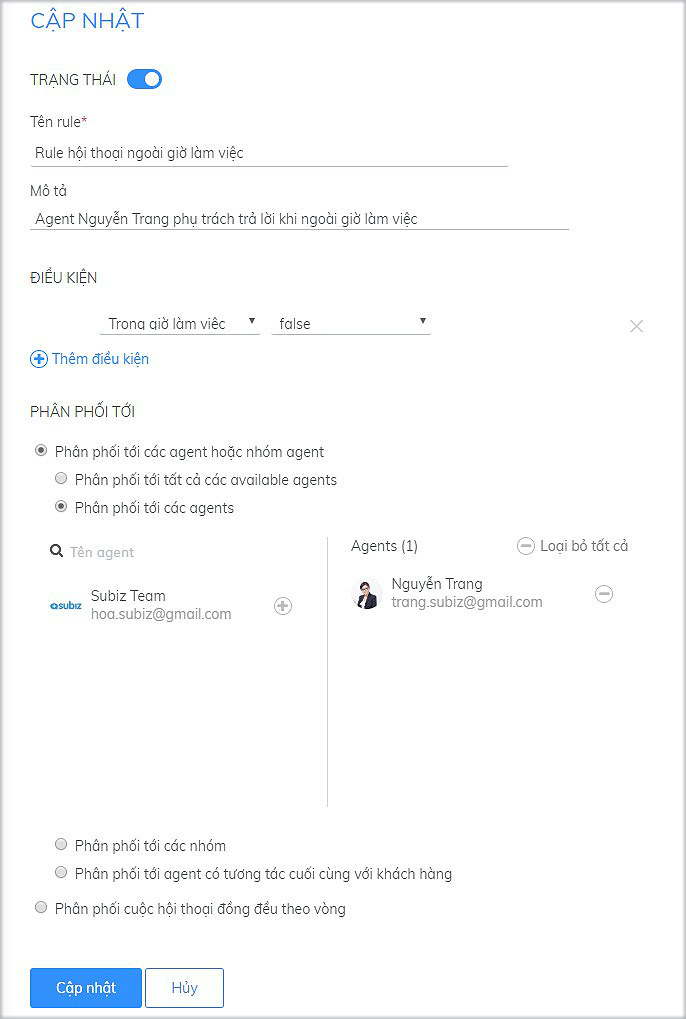 CẬP NHẬT
TRẠNG THÁI
Tên rule*
Rule hội thoại ngoài giờ làm việc
Mô tả
Agent Nguyễn Trang phụ trách trả lời khi ngoài giờ làm việc
ĐIỀU KIỆN
Trong giờ làm việc false
Thêm điều kiện
PHÂN PHỐI TỚI
Phân phối tới các agent hoặc nhóm agent
Phân phối tới tất cả các available agents
Phân phối tới các agents
Tên agent
subiz
Subiz Team
hoa.subiz@gmail.com
Agents (1) Loại bỏ tất cả
Nguyễn Trang
trang.subiz@gmail.com
Phân phối tới các nhóm
Phân phối tới agent có tương tác cuối cùng với khách hàng
Phân phối cuộc hội thoại đồng đều theo vòng
Cập nhật Hủy